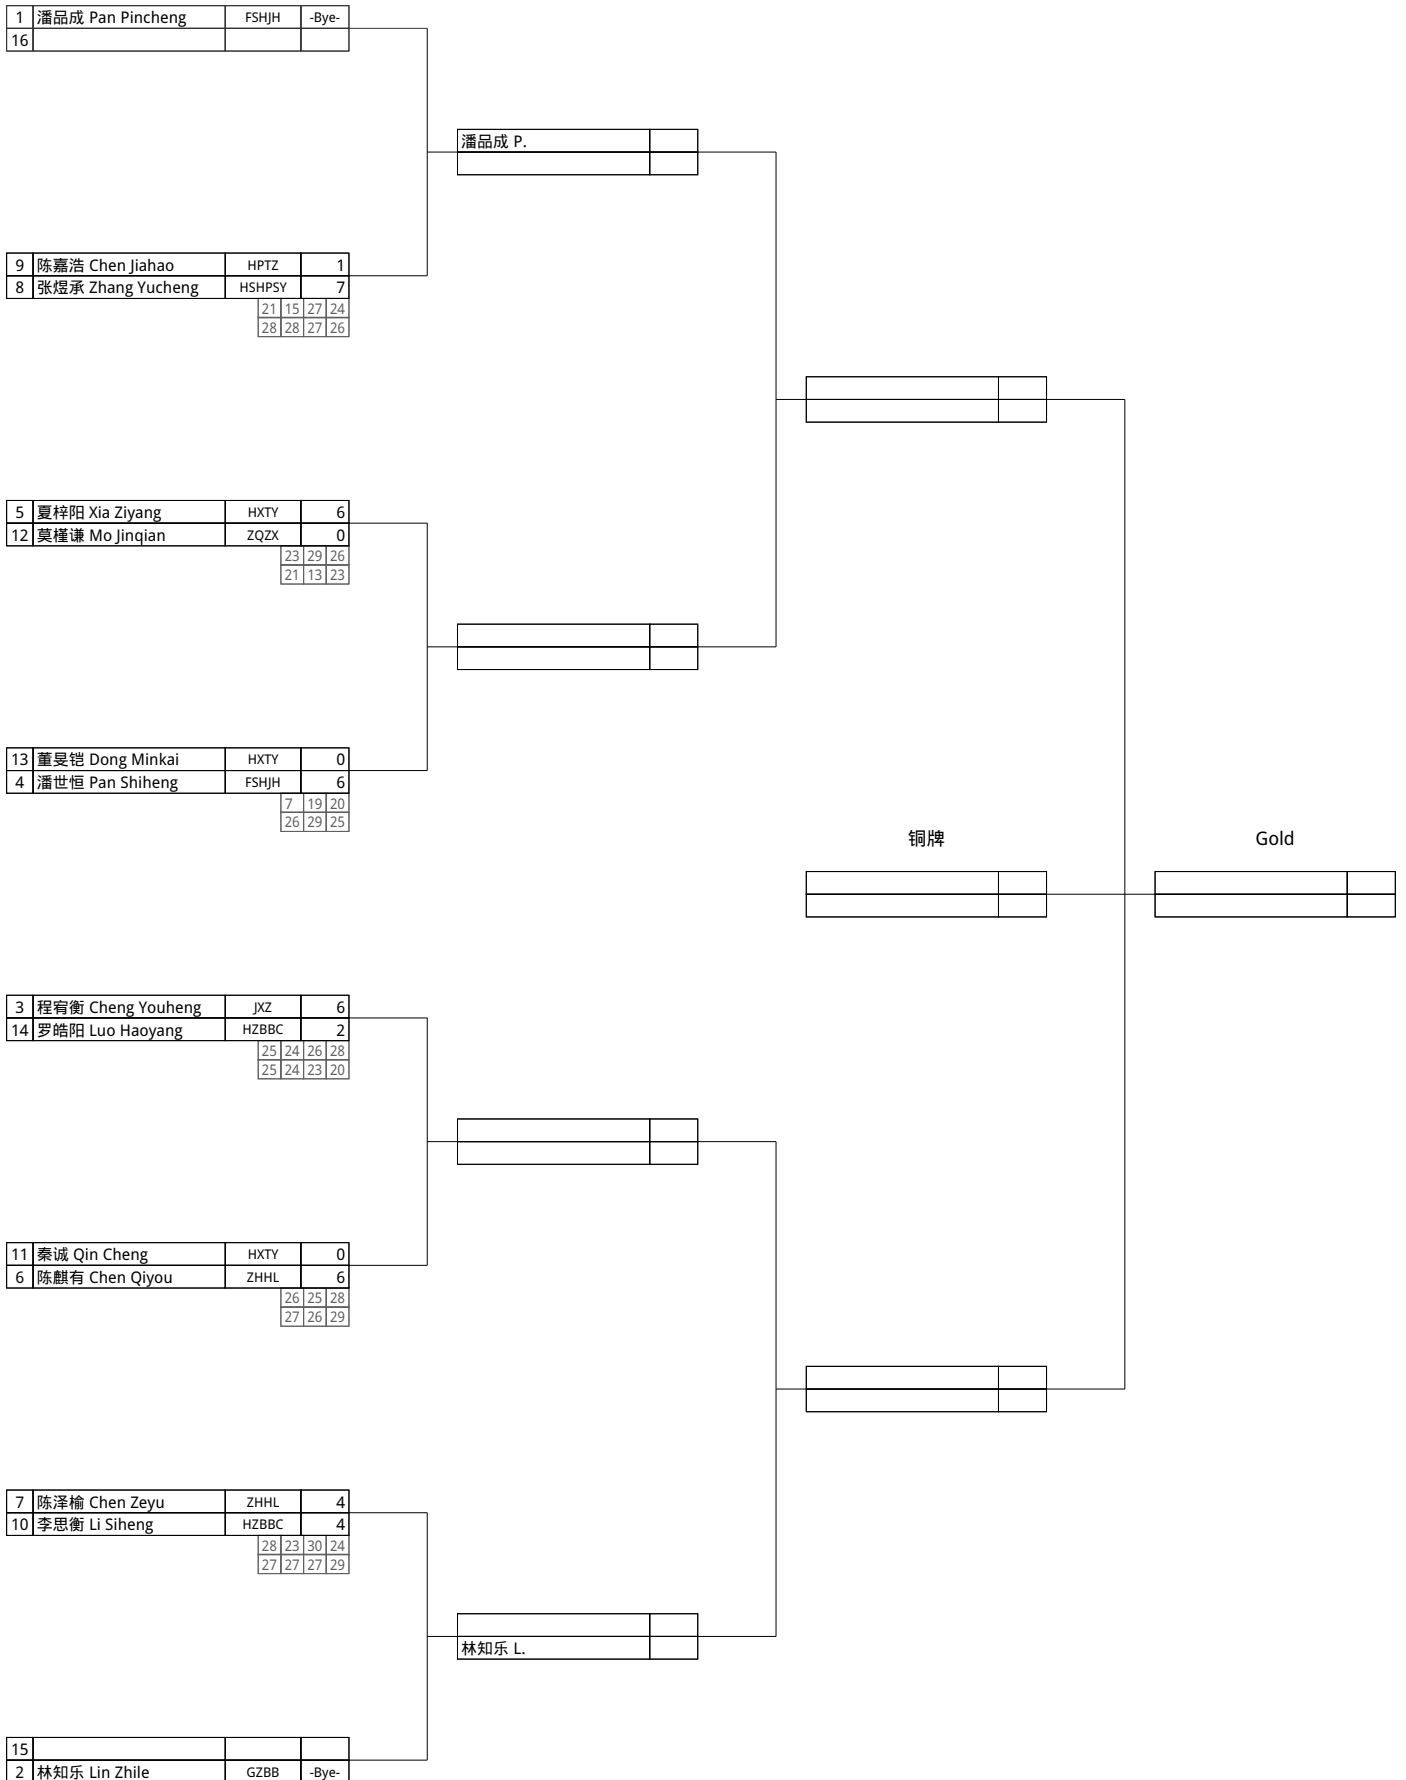 1 潘品成 Pan Pincheng FSHJH -Bye-
16
潘品成 P.
9 陈嘉浩 Chen Jiahao HPTZ 1
8 张煜承 Zhang Yucheng HSHPSY 7
21 15 27 24
28 28 27 26
5 夏梓阳 Xia Ziyang HXTY 6
12 莫槿谦 Mo Jinqian ZQZX 0
23 29 26
21 13 23
13 董旻铠 Dong Minkai HXTY 0
4 潘世恒 Pan Shiheng FSHJH 6
7 19 20
26 29 25
铜牌 Gold
3 程宥衡 Cheng Youheng JXZ 6
14 罗皓阳 Luo Haoyang HZBBC 2
25 24 26 28
25 24 23 20
11 秦诚 Qin Cheng HXTY 0
6 陈麒有 Chen Qiyou ZHHL 6
26 25 28
27 26 29
7 陈泽榆 Chen Zeyu ZHHL 4
10 李思衡 Li Siheng HZBBC 4
28 23 30 24
27 27 27 29
林知乐 L.
15
2 林知乐 Lin Zhile GZBB -Bye-